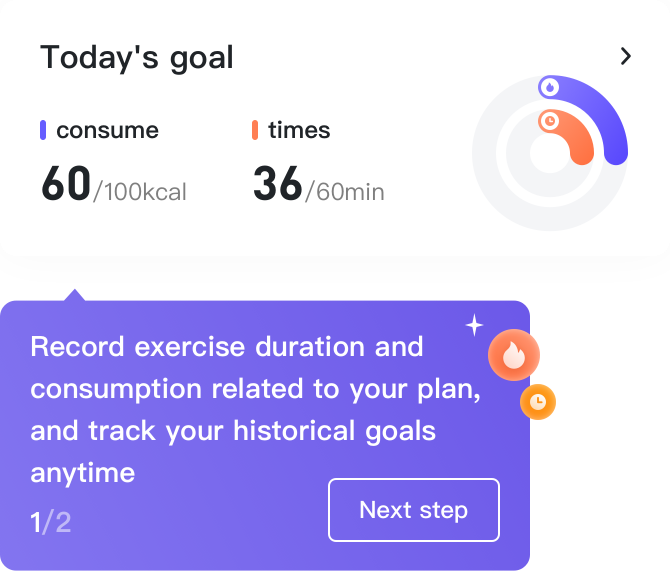 Today's goal
consume
times
60/100kcal
36/60min
Record exercise duration and
consumption related to your plan,
and track your historical goals
anytime
1/2
Next step